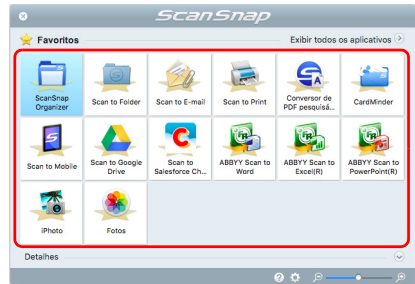 ScanSnap
Favoritos
Exibir todos os aplicativos
ScanSnap
Organizer
Scan to Folder
Scan to E-mail
Scan to Print
Conversor de
PDF pesquisá...
CardMinder
Scan to Mobile
Scan to Google
Drive
Scan to
Salesforce Ch...
ABBYY Scan to
Word
ABBYY Scan to
Excel(R)
ABBYY Scan to
PowerPoint(R)
iPhoto
Fotos
Detalhes